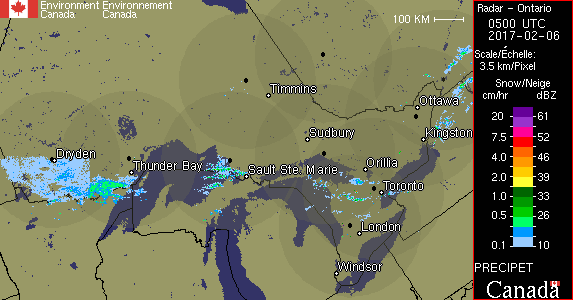 Environment Environnement
Canada Canada
100 KM
Timmins
Ottawa
Sudbury
Kingston
Dryden
Thunder Bay
Sault Ste. Marie
Orillia
Toronto
London
Windsor
Radar - Ontario
0500 UTC
2017-02-06
Scale/Échelle:
3.5 km/Pixel
Snow/Neige
cm/hr dBZ
20 61
7.5 52
4.0 46
2.0 39
1.0 33
0.5 26
0.1 10
PRECIPET
Canada